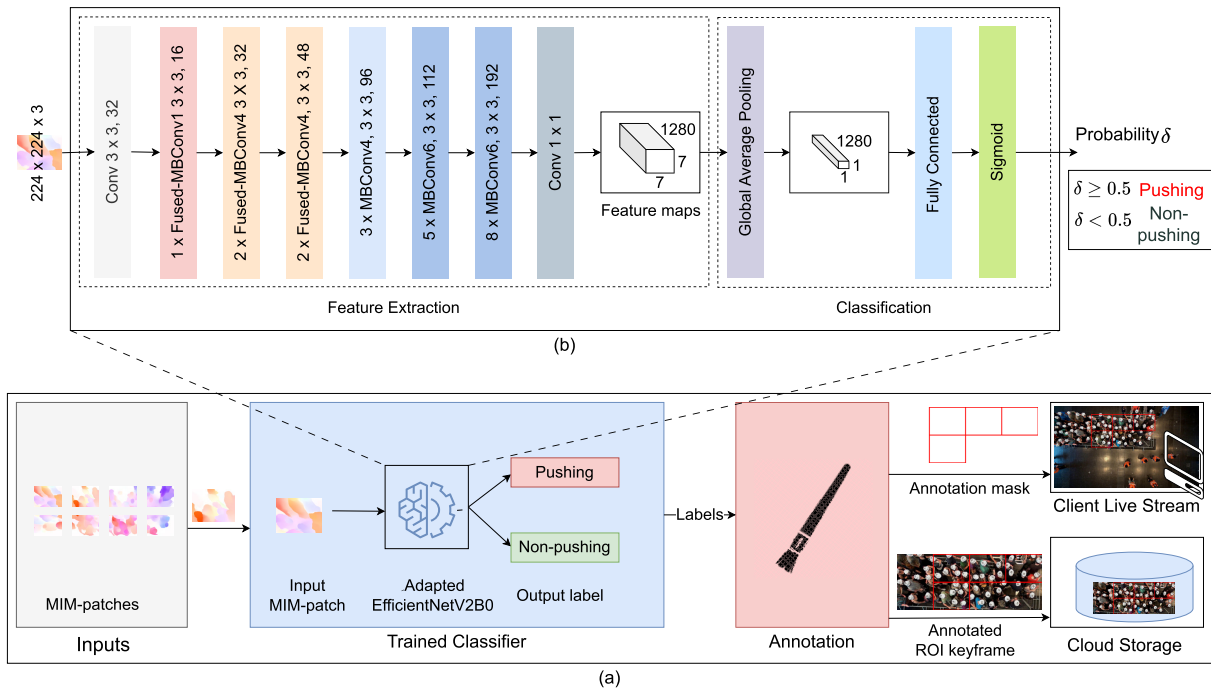 224 x 224 x 3
Conv 3 x 3, 32
1 x Fused-MBConv1 3 x 3, 16
2 x Fused-MBConv4 3 X 3, 32
2 x Fused-MBConv4, 3 x 3, 48
3 x MBConv4, 3 x 3, 96
5 x MBConv6, 3 x 3, 112
8 x MBConv6, 3 x 3, 192
Conv 1 x 1
1280
7
7
Feature maps
Global Average Pooling
1280
1
1
Fully Connected
Sigmoid
Probability δ
δ ≥ 0.5 Pushing
δ < 0.5 Non-
pushing
Feature Extraction
Classification
(b)
MIM-patches
Inputs
Input
MIM-patch
Adapted
EfficientNetV2B0
Pushing
Non-pushing
Output label
Trained Classifier
Labels
Annotation
Annotation mask
Client Live Stream
Annotated
ROI keyframe
Cloud Storage
(a)